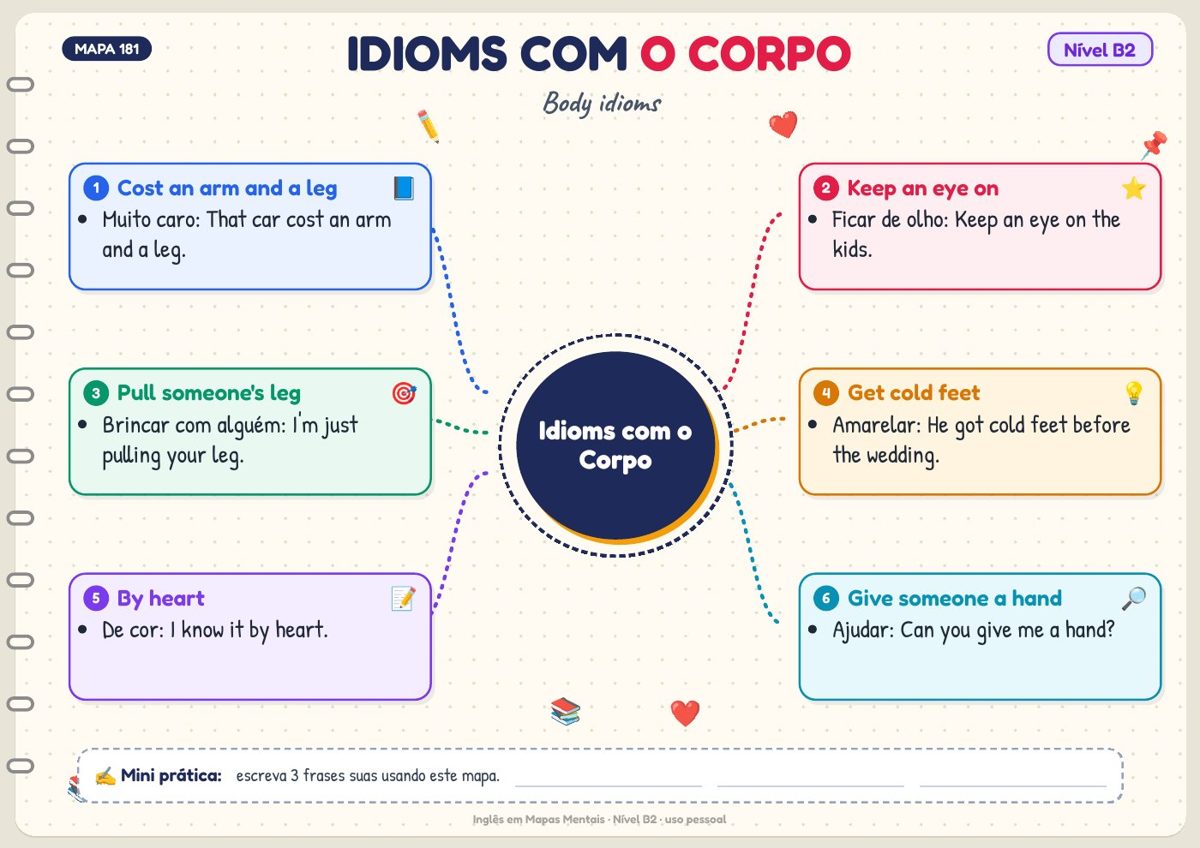 MAPA 181
IDIOMS COM O CORPO
Nível B2
Body idioms
1 Cost an arm and a leg
• Muito caro: That car cost an arm
and a leg.
2 Keep an eye on
• Ficar de olho: Keep an eye on the
kids.
3 Pull someone's leg
• Brincar com alguém: I'm just
pulling your leg.
4 Get cold feet
• Amarelar: He got cold feet before
the wedding.
Idioms com o
Corpo
5 By heart
• De cor: I know it by heart.
6 Give someone a hand
• Ajudar: Can you give me a hand?
Mini prática: escreva 3 frases suas usando este mapa.
Inglês em Mapas Mentais · Nível B2 · uso pessoal